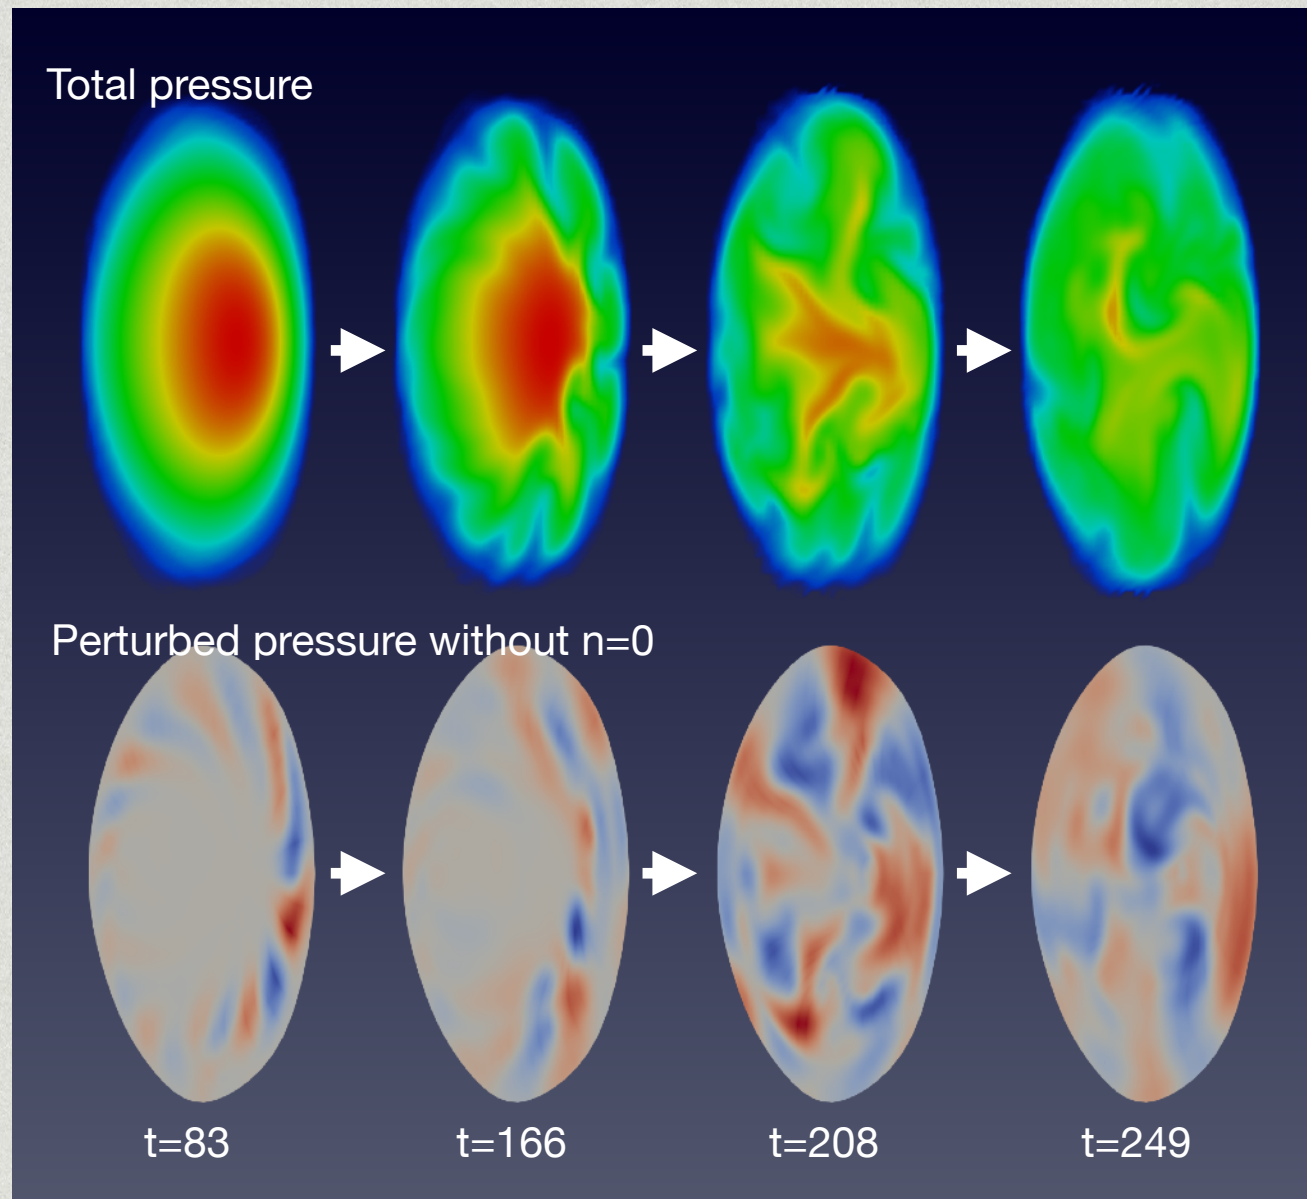 Total pressure
Perturbed pressure without n=0
t=83
t=166
t=208
t=249